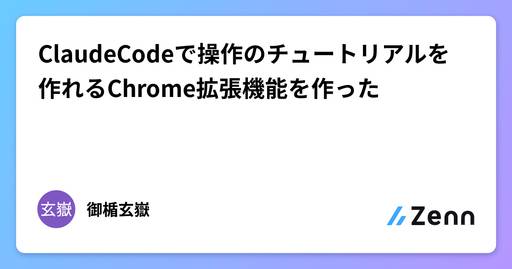 ClaudeCodeで操作のチュートリアルを
作れるChrome拡張機能を作った
玄嶽
御楯玄嶽
Zenn